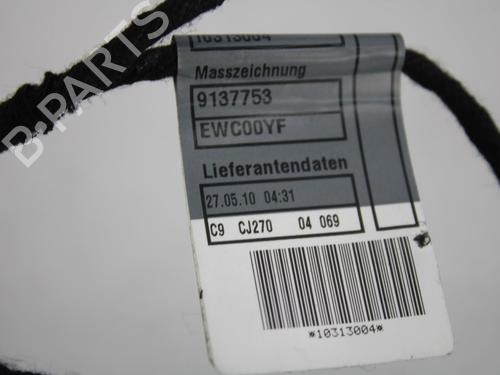 B-PARTS
10313004
Masszeichnung
9137753
EWC00YF
Lieferantendaten
27.05.10 04:31
C9 CJ270 04 069
*10313004*